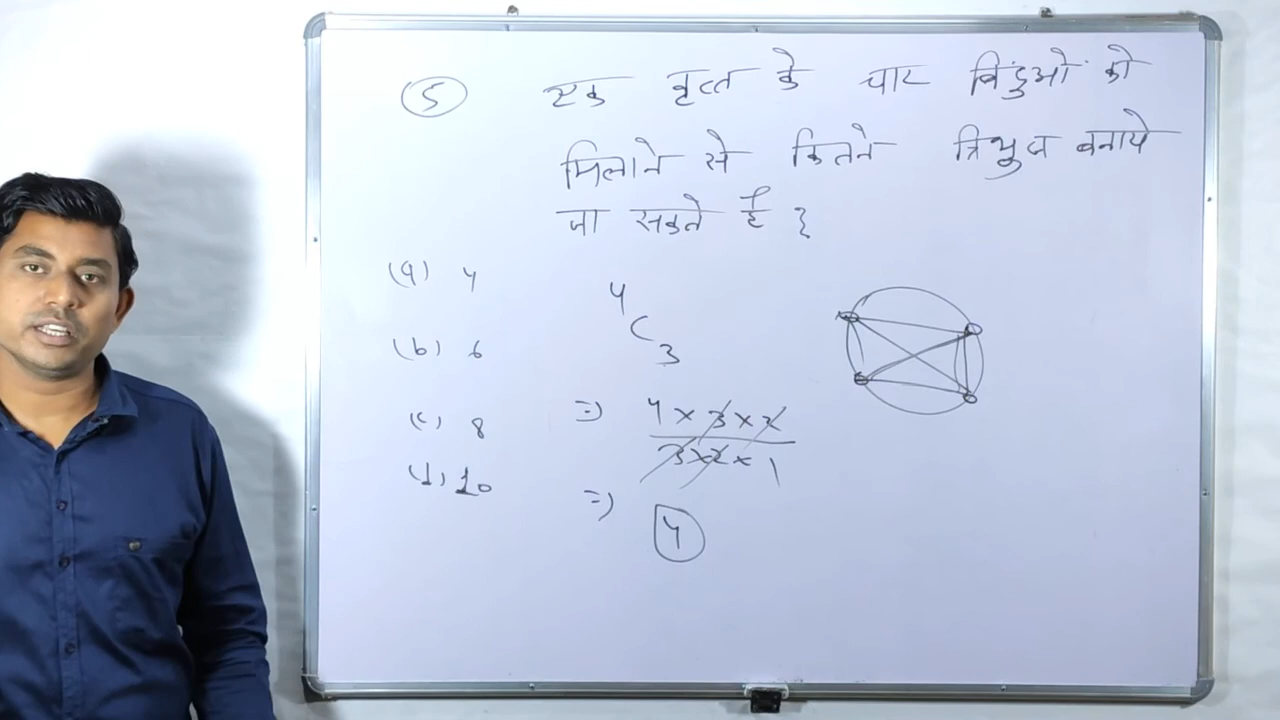 5 एक वृत्त के चार बिंदुओं को
मिलाने से कितने त्रिभुज बनाये
जा सकते हैं ?
(a) 4
(b) 6
(c) 8
(d) 10
4C3
=) 4 × 3 × 2
3 × 2 × 1
=) 4